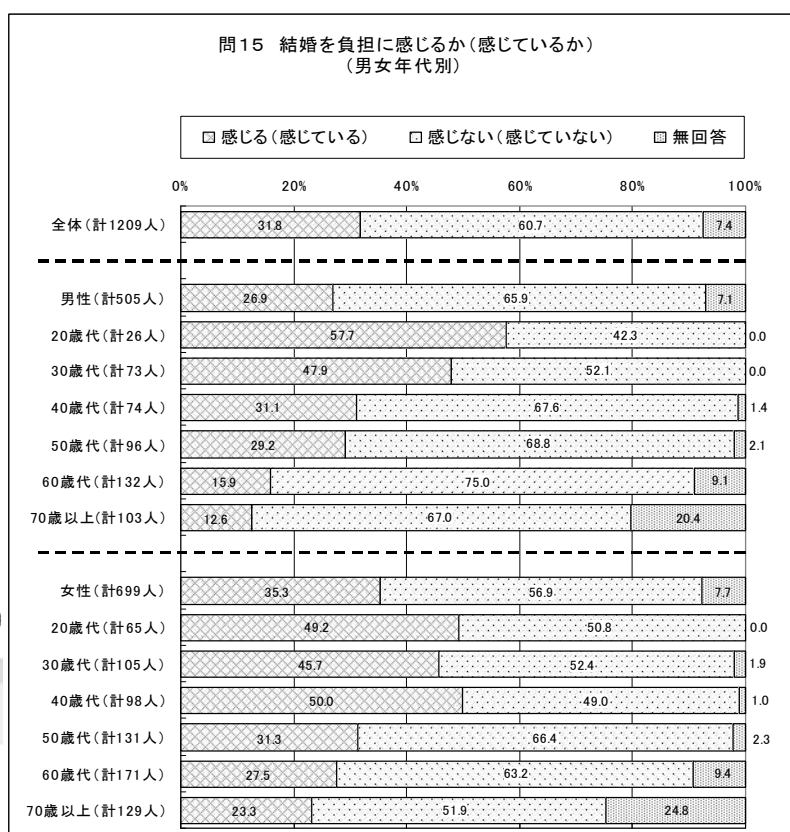 問15 結婚を負担に感じるか(感じているか)
(男女年代別)
感じる(感じている) 感じない(感じていない) 無回答
0% 20% 40% 60% 80% 100%
全体(計1209人) 31.8 60.7 7.4
男性(計505人) 26.9 65.9 7.1
20歳代(計26人) 57.7 42.3 0.0
30歳代(計73人) 47.9 52.1 0.0
40歳代(計74人) 31.1 67.6 1.4
50歳代(計96人) 29.2 68.8 2.1
60歳代(計132人) 15.9 75.0 9.1
70歳以上(計103人) 12.6 67.0 20.4
女性(計699人) 35.3 56.9 7.7
20歳代(計65人) 49.2 50.8 0.0
30歳代(計105人) 45.7 52.4 1.9
40歳代(計98人) 50.0 49.0 1.0
50歳代(計131人) 31.3 66.4 2.3
60歳代(計171人) 27.5 63.2 9.4
70歳以上(計129人) 23.3 51.9 24.8